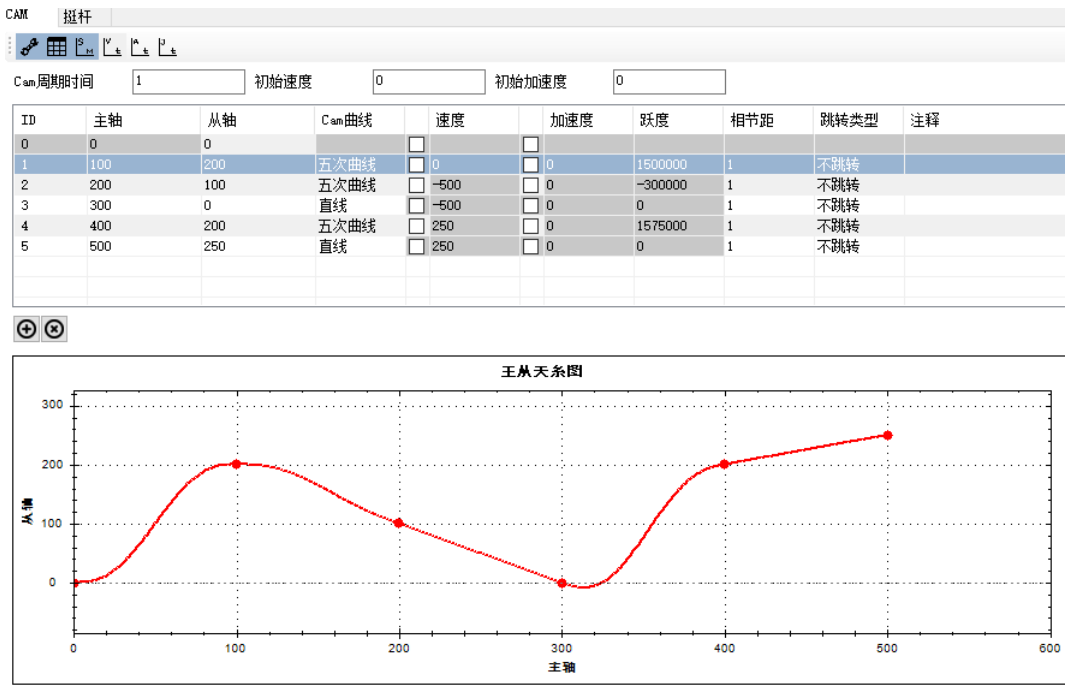 CAM 挺杆
S M V t A t J t
Cam周期时间 1 初始速度 0 初始加速度 0
ID 主轴 从轴 Cam曲线 速度 加速度 跃度 相节距 跳转类型 注释
0 0 0
1 100 200 五次曲线 0 0 1500000 1 不跳转
2 200 100 五次曲线 -500 0 -300000 1 不跳转
3 300 0 直线 -500 0 0 1 不跳转
4 400 200 五次曲线 250 0 1575000 1 不跳转
5 500 250 直线 250 0 0 1 不跳转
主从关系图
300
200
100
0
从轴
0 100 200 300 400 500 600
主轴